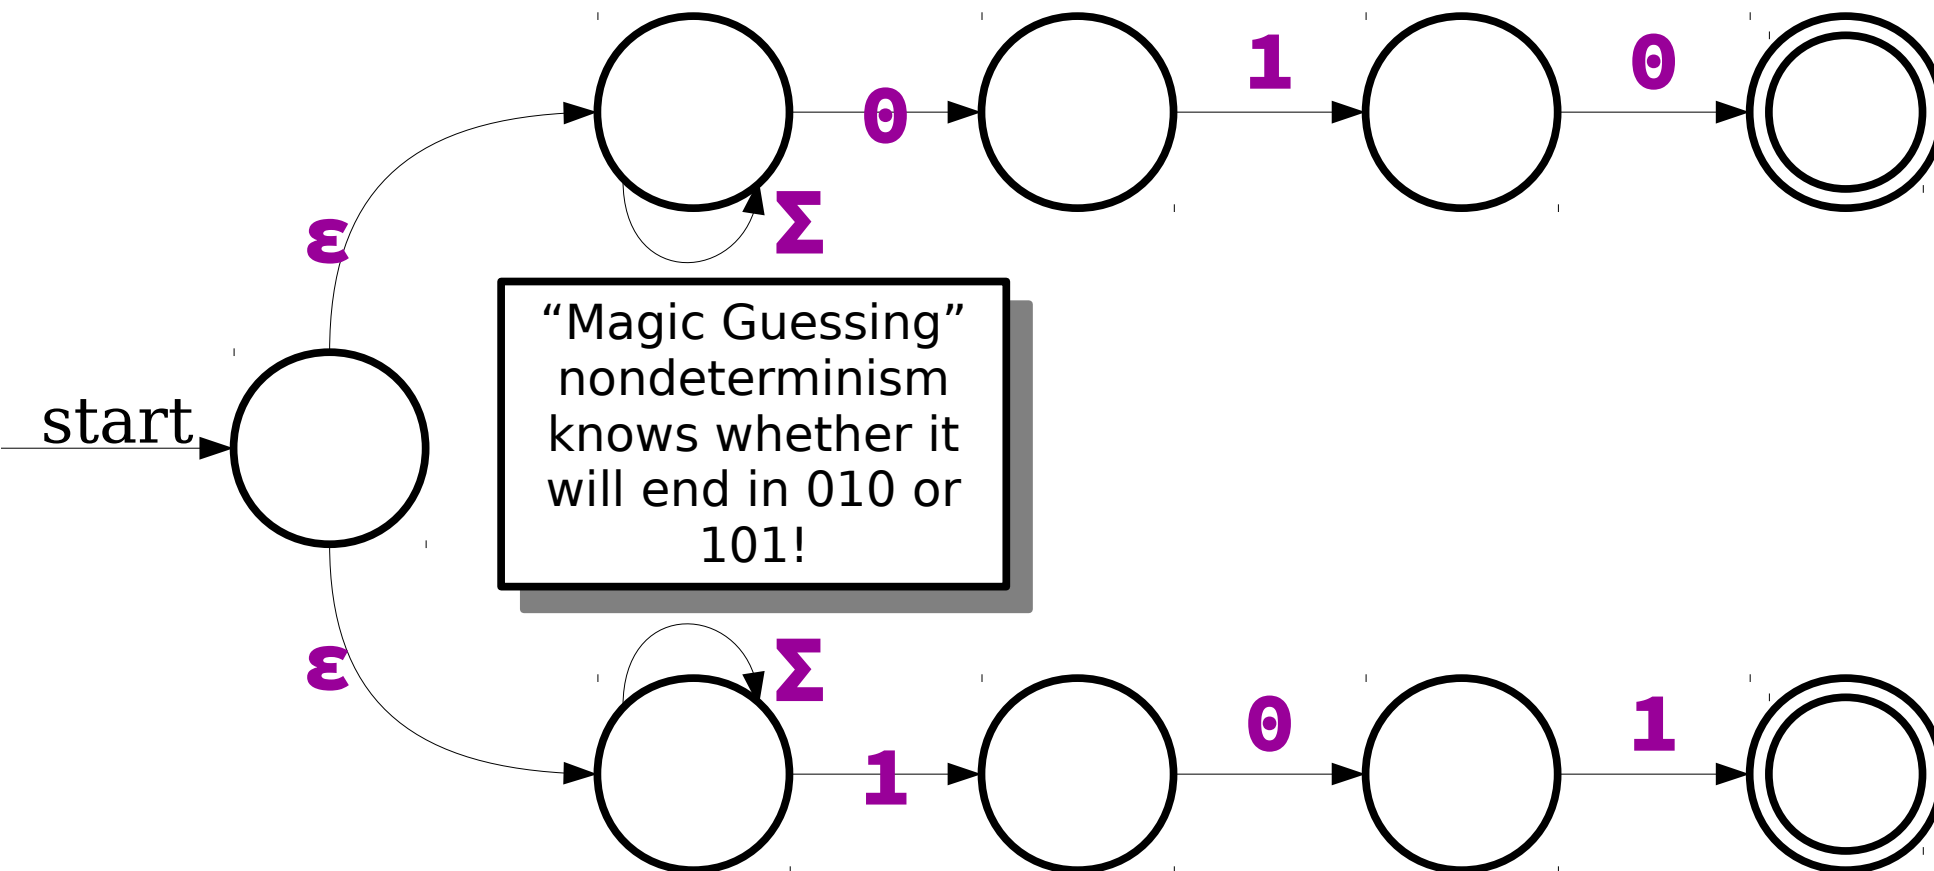 0
1
0
Σ
ε
“Magic Guessing”
nondeterminism
knows whether it
will end in 010 or
101!
start
ε
Σ
1
0
1